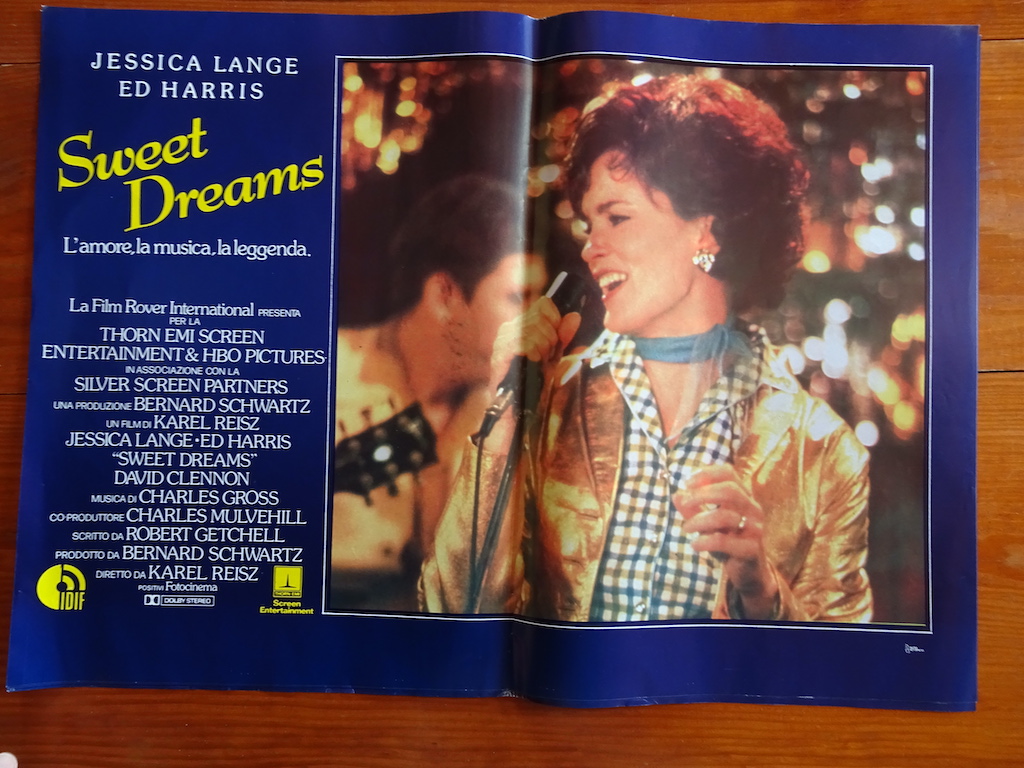 JESSICA LANGE
ED HARRIS
Sweet
Dreams
L'amore, la musica, la leggenda.
La Film Rover International PRESENTA
PER LA
THORN EMI SCREEN
ENTERTAINMENT & HBO PICTURES
IN ASSOCIAZIONE CON LA
SILVER SCREEN PARTNERS
UNA PRODUZIONE BERNARD SCHWARTZ
UN FILM DI KAREL REISZ
JESSICA LANGE • ED HARRIS
"SWEET DREAMS"
DAVID CLENNON
MUSICA DI CHARLES GROSS
CO-PRODUTTORE CHARLES MULVEHILL
SCRITTO DA ROBERT GETCHELL
PRODOTTO DA BERNARD SCHWARTZ
DIRETTO DA KAREL REISZ
POSITIVI Fotocinema
DOLBY STEREO
IDIF
THORN EMI
Screen
Entertainment